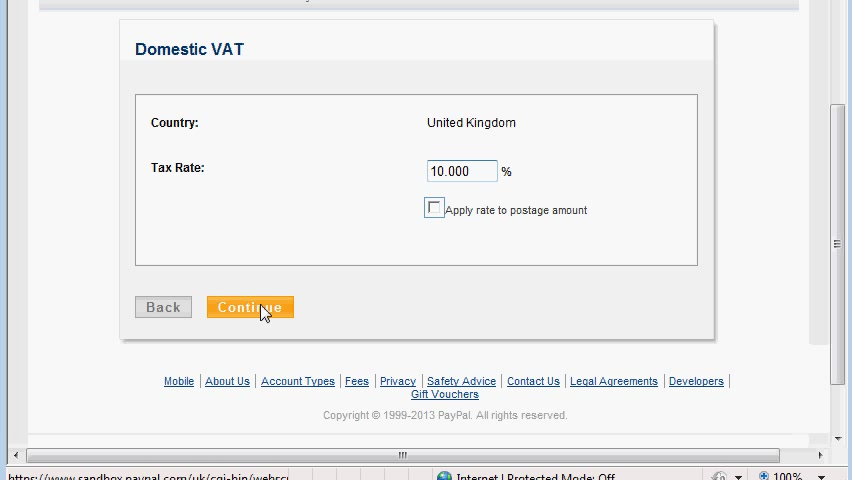 Domestic VAT
Country: United Kingdom
Tax Rate: 10.000 %
Apply rate to postage amount
Back Continue
Mobile About Us Account Types Fees Privacy Safety Advice Contact Us Legal Agreements Developers
Gift Vouchers
Copyright © 1999-2013 PayPal. All rights reserved.
https://www.sandbox.paypal.com/uk/cgi-bin/webscr Internet | Protected Mode: Off 100%